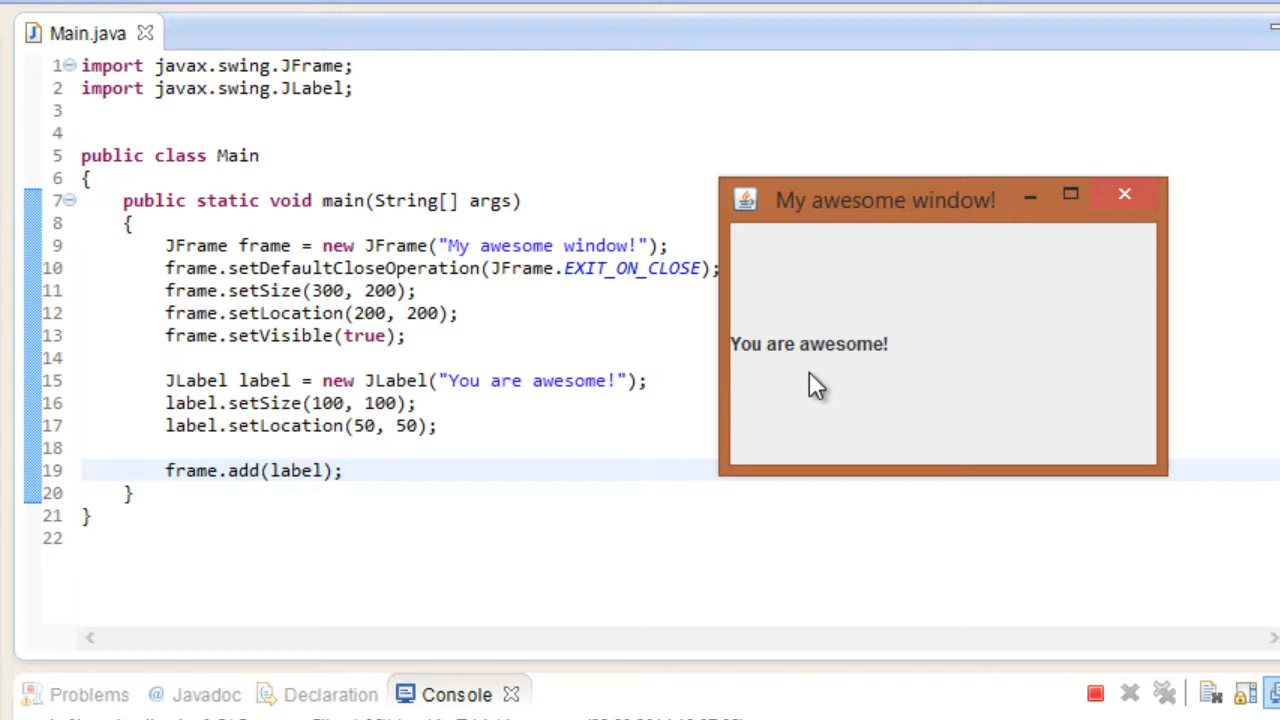 Main.java
1 import javax.swing.JFrame;
2 import javax.swing.JLabel;
3
4
5 public class Main
6 {
7 public static void main(String[] args)
8 {
9 JFrame frame = new JFrame("My awesome window!");
10 frame.setDefaultCloseOperation(JFrame.EXIT_ON_CLOSE);
11 frame.setSize(300, 200);
12 frame.setLocation(200, 200);
13 frame.setVisible(true);
14
15 JLabel label = new JLabel("You are awesome!");
16 label.setSize(100, 100);
17 label.setLocation(50, 50);
18
19 frame.add(label);
20 }
21 }
22
My awesome window!
You are awesome!
Problems @ Javadoc Declaration Console